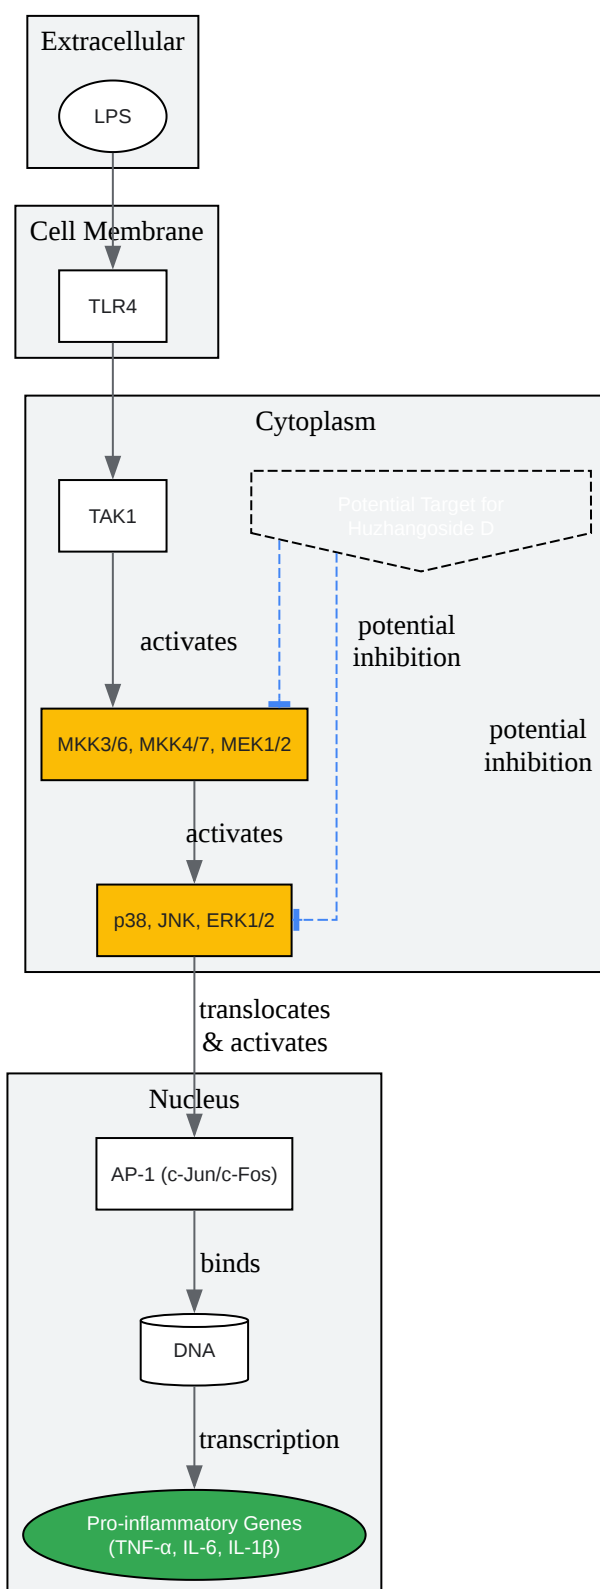 Extracellular
LPS
Cell Membrane
TLR4
Cytoplasm
TAK1
Potential Target for
Huzhangoside D
activates
potential
inhibition
potential
inhibition
MKK3/6, MKK4/7, MEK1/2
activates
p38, JNK, ERK1/2
translocates
& activates
Nucleus
AP-1 (c-Jun/c-Fos)
binds
DNA
transcription
Pro-inflammatory Genes
(TNF-α, IL-6, IL-1β)